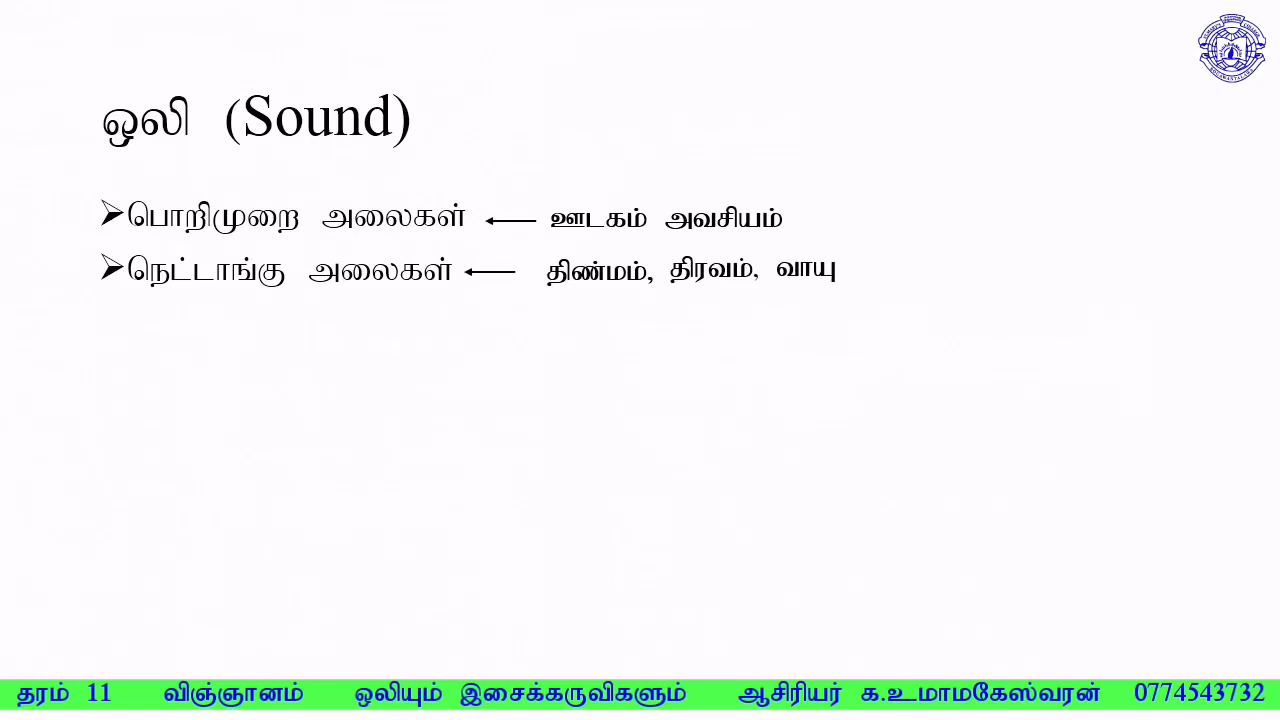 ஒலி (Sound)
➢பொறிமுறை அலைகள் ← ஊடகம் அவசியம்
➢நெட்டாங்கு அலைகள் ← திண்மம், திரவம், வாயு
தரம் 11 விஞ்ஞானம் ஒலியும் இசைக்கருவிகளும் ஆசிரியர் க.உமாமகேஸ்வரன் 0774543732